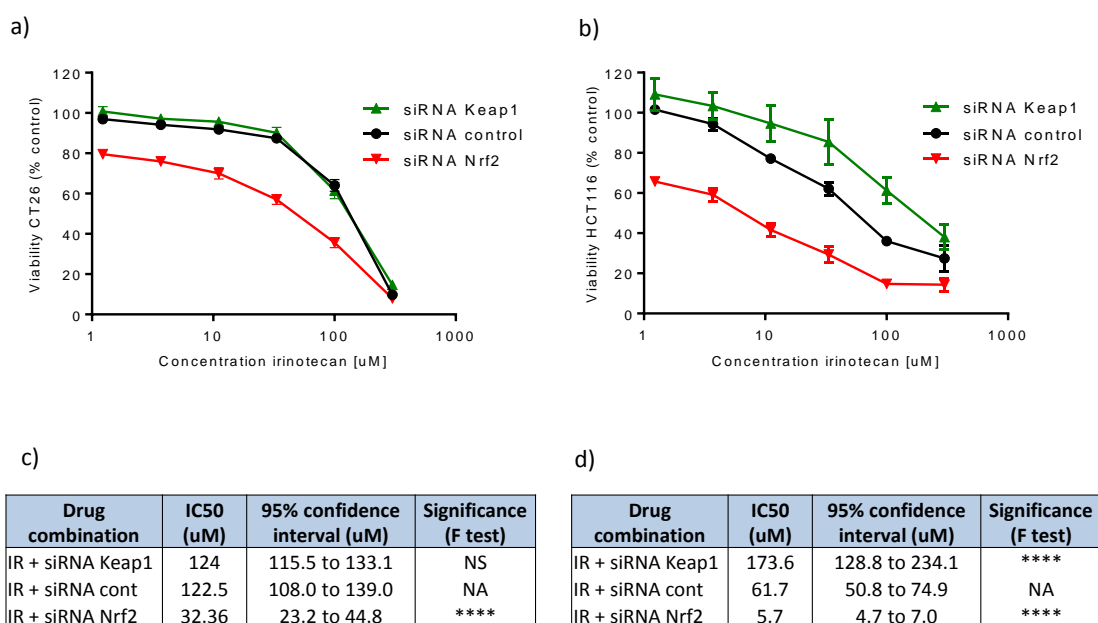 a)
120
100
80
60
40
20
0
Viability CT26 (% control)
1
10
100
1000
Concentration irinotecan [uM]
siRNA Keap1
siRNA control
siRNA Nrf2
b)
120
100
80
60
40
20
0
Viability HCT116 (% control)
1
10
100
1000
Concentration irinotecan [uM]
siRNA Keap1
siRNA control
siRNA Nrf2
c)
Drug combination IC50 (uM) 95% confidence interval (uM) Significance (F test)
IR + siRNA Keap1 124 115.5 to 133.1 NS
IR + siRNA cont 122.5 108.0 to 139.0 NA
IR + siRNA Nrf2 32.36 23.2 to 44.8 ****
d)
Drug combination IC50 (uM) 95% confidence interval (uM) Significance (F test)
IR + siRNA Keap1 173.6 128.8 to 234.1 ****
IR + siRNA cont 61.7 50.8 to 74.9 NA
IR + siRNA Nrf2 5.7 4.7 to 7.0 ****